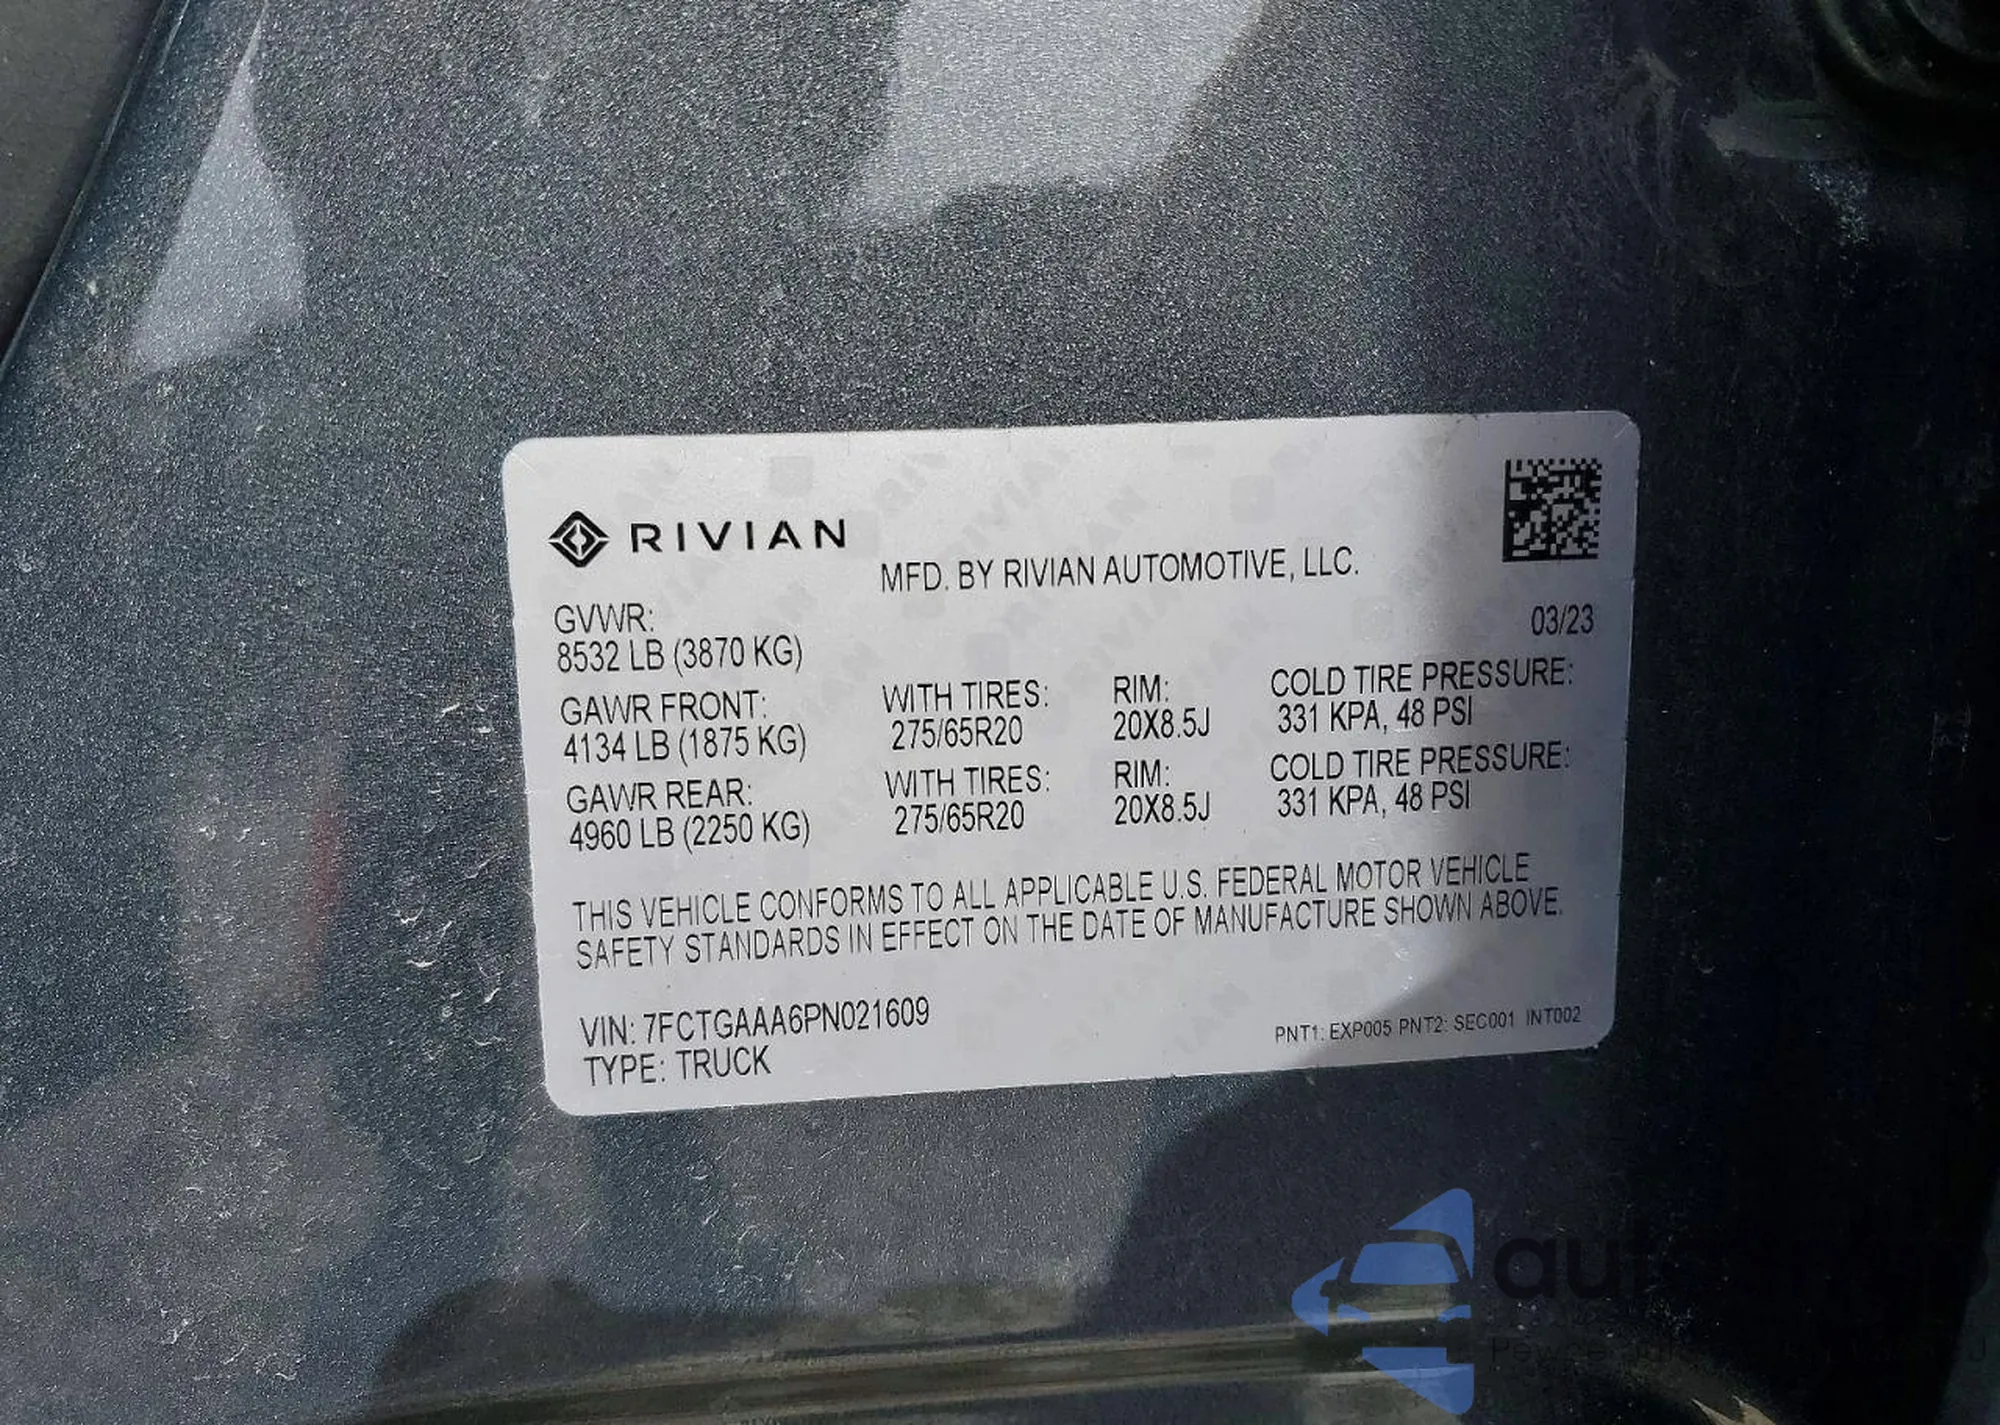 RIVIAN
MFD. BY RIVIAN AUTOMOTIVE, LLC.
03/23
GVWR:
8532 LB (3870 KG)
GAWR FRONT: WITH TIRES: RIM: COLD TIRE PRESSURE:
4134 LB (1875 KG) 275/65R20 20X8.5J 331 KPA, 48 PSI
GAWR REAR: WITH TIRES: RIM: COLD TIRE PRESSURE:
4960 LB (2250 KG) 275/65R20 20X8.5J 331 KPA, 48 PSI
THIS VEHICLE CONFORMS TO ALL APPLICABLE U.S. FEDERAL MOTOR VEHICLE
SAFETY STANDARDS IN EFFECT ON THE DATE OF MANUFACTURE SHOWN ABOVE.
VIN: 7FCTGAAA6PN021609
PNT1: EXP005 PNT2: SEC001 INT002
TYPE: TRUCK